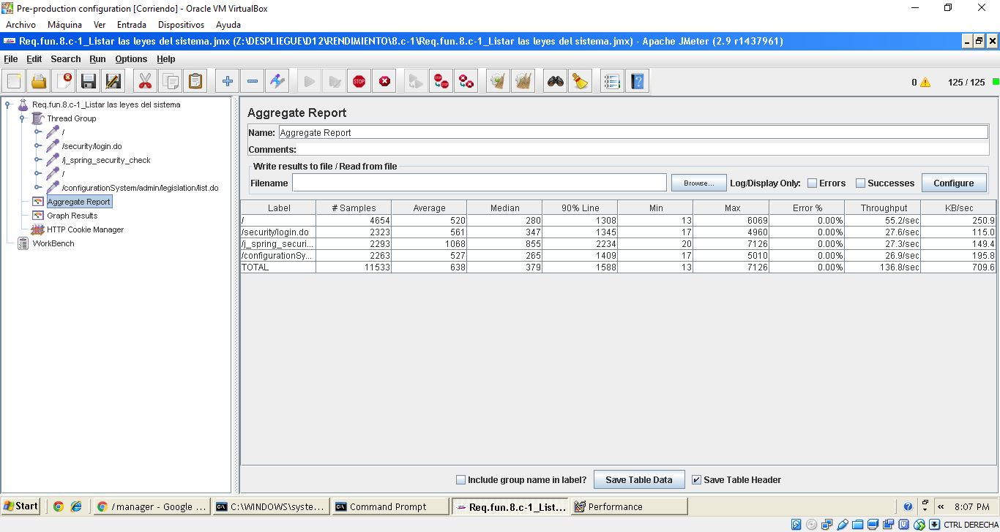 Pre-production configuration [Corriendo] - Oracle VM VirtualBox
Archivo Máquina Ver Entrada Dispositivos Ayuda
Req.fun.8.c-1_Listar las leyes del sistema.jmx (Z:\DESPLIEGUE\D12\RENDIMIENTO\8.c-1\Req.fun.8.c-1_Listar las leyes del sistema.jmx) - Apache JMeter (2.9 r1437961)
File Edit Search Run Options Help
STOP 0 125 / 125
Req.fun.8.c-1_Listar las leyes del sistema
Thread Group
/
/security/login.do
/j_spring_security_check
/
/configurationSystem/admin/legislation/list.do
Aggregate Report
Graph Results
HTTP Cookie Manager
WorkBench
Aggregate Report
Name: Aggregate Report
Comments:
Write results to file / Read from file
Filename Browse... Log/Display Only: Errors Successes Configure
Label # Samples Average Median 90% Line Min Max Error % Throughput KB/sec
/ 4654 520 280 1308 13 6069 0.00% 55.2/sec 250.9
/security/login.do 2323 561 347 1345 17 4960 0.00% 27.6/sec 115.0
/j_spring_securi... 2293 1068 855 2234 20 7126 0.00% 27.3/sec 149.4
/configurationSy... 2263 527 265 1409 17 5010 0.00% 26.9/sec 195.8
TOTAL 11533 638 379 1588 13 7126 0.00% 136.8/sec 709.6
Include group name in label? Save Table Data Save Table Header
Start /manager - Google ... C:\WINDOWS\syste... Command Prompt Req.fun.8.c-1_List... Performance « 8:07 PM
CTRL DERECHA